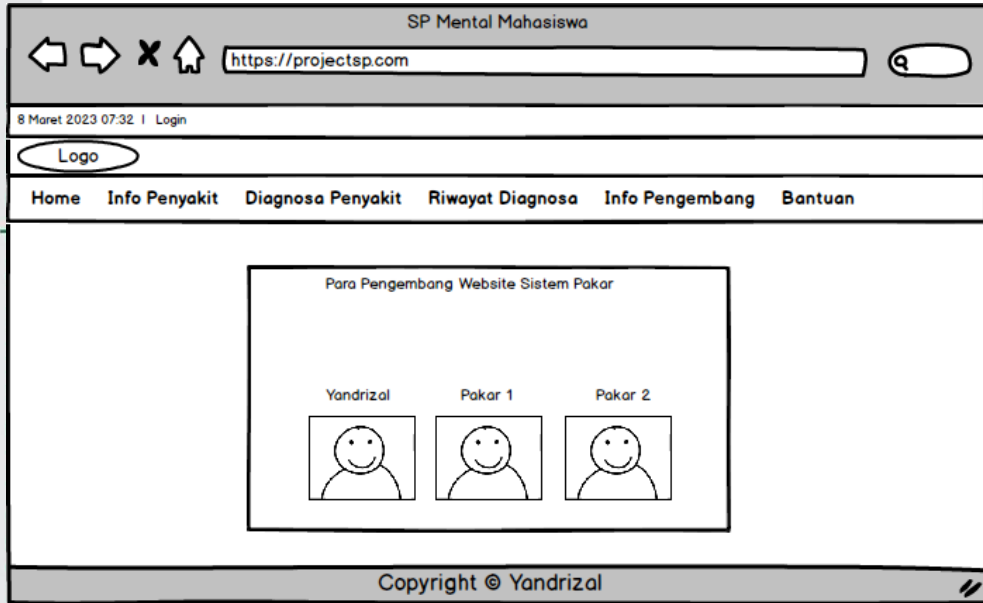 SP Mental Mahasiswa
https://projectsp.com
8 Maret 2023 07:32 | Login
Logo
Home Info Penyakit Diagnosa Penyakit Riwayat Diagnosa Info Pengembang Bantuan
Para Pengembang Website Sistem Pakar
Yandrizal Pakar 1 Pakar 2
Copyright © Yandrizal